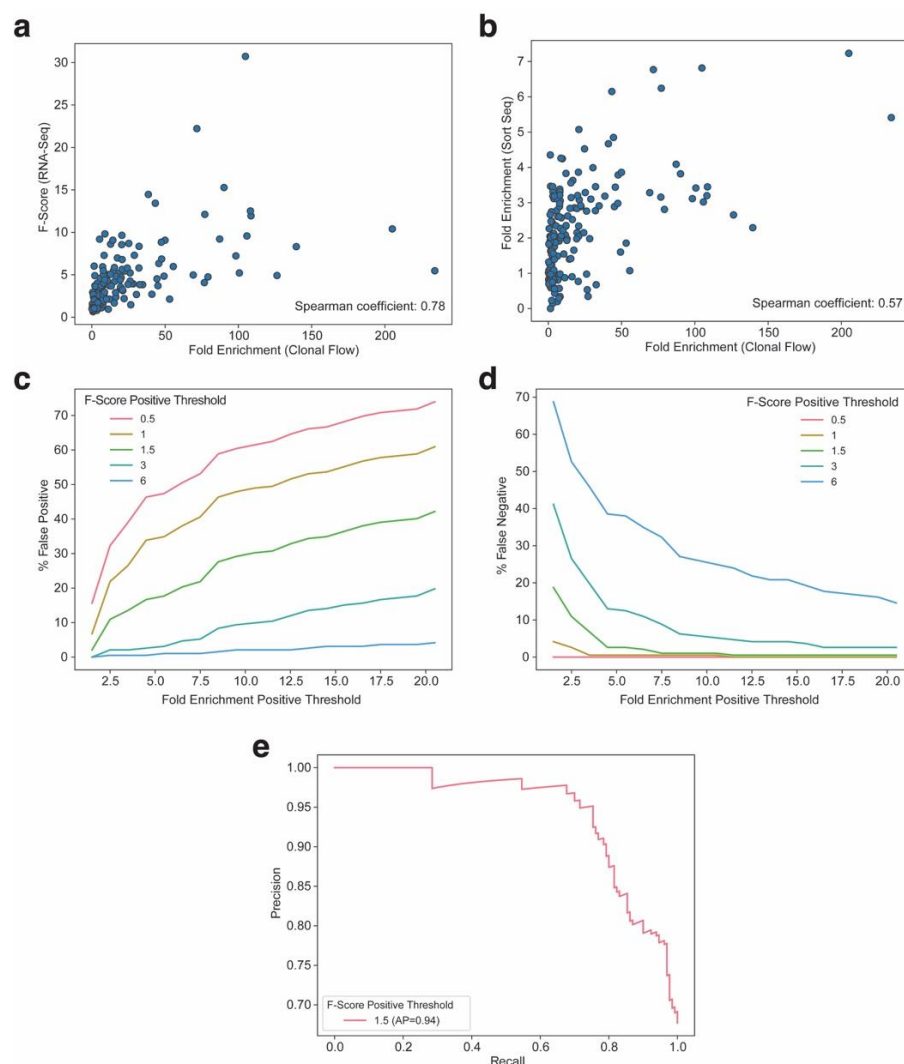 a
F-Score (RNA-Seq)
30
25
20
15
10
5
0
0 50 100 150 200
Fold Enrichment (Clonal Flow)
Spearman coefficient: 0.78
b
Fold Enrichment (Sort Seq)
7
6
5
4
3
2
1
0
0 50 100 150 200
Fold Enrichment (Clonal Flow)
Spearman coefficient: 0.57
c
F-Score Positive Threshold
0.5
1
1.5
3
6
% False Positive
70
60
50
40
30
20
10
0
2.5 5.0 7.5 10.0 12.5 15.0 17.5 20.0
Fold Enrichment Positive Threshold
d
F-Score Positive Threshold
0.5
1
1.5
3
6
% False Negative
70
60
50
40
30
20
10
0
2.5 5.0 7.5 10.0 12.5 15.0 17.5 20.0
Fold Enrichment Positive Threshold
e
Precision
1.00
0.95
0.90
0.85
0.80
0.75
0.70
F-Score Positive Threshold
1.5 (AP=0.94)
0.0 0.2 0.4 0.6 0.8 1.0
Recall